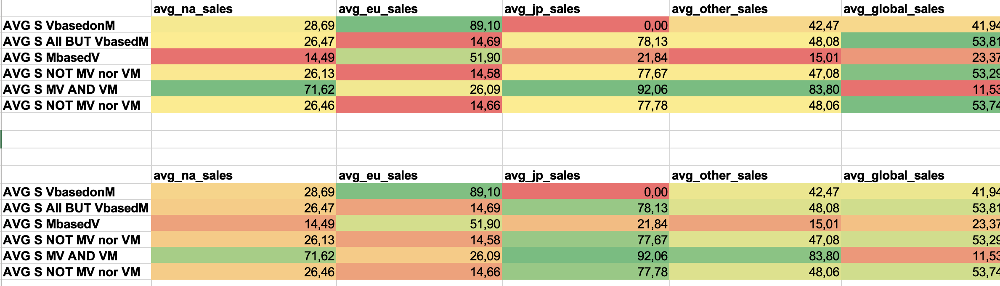 avg_na_sales avg_eu_sales avg_jp_sales avg_other_sales avg_global_sales
AVG S VbasedonM 28,69 89,10 0,00 42,47 41,94
AVG S All BUT VbasedM 26,47 14,69 78,13 48,08 53,81
AVG S MbasedV 14,49 51,90 21,84 15,01 23,37
AVG S NOT MV nor VM 26,13 14,58 77,67 47,08 53,29
AVG S MV AND VM 71,62 26,09 92,06 83,80 11,53
AVG S NOT MV nor VM 26,46 14,66 77,78 48,06 53,74
avg_na_sales avg_eu_sales avg_jp_sales avg_other_sales avg_global_sales
AVG S VbasedonM 28,69 89,10 0,00 42,47 41,94
AVG S All BUT VbasedM 26,47 14,69 78,13 48,08 53,81
AVG S MbasedV 14,49 51,90 21,84 15,01 23,37
AVG S NOT MV nor VM 26,13 14,58 77,67 47,08 53,29
AVG S MV AND VM 71,62 26,09 92,06 83,80 11,53
AVG S NOT MV nor VM 26,46 14,66 77,78 48,06 53,74